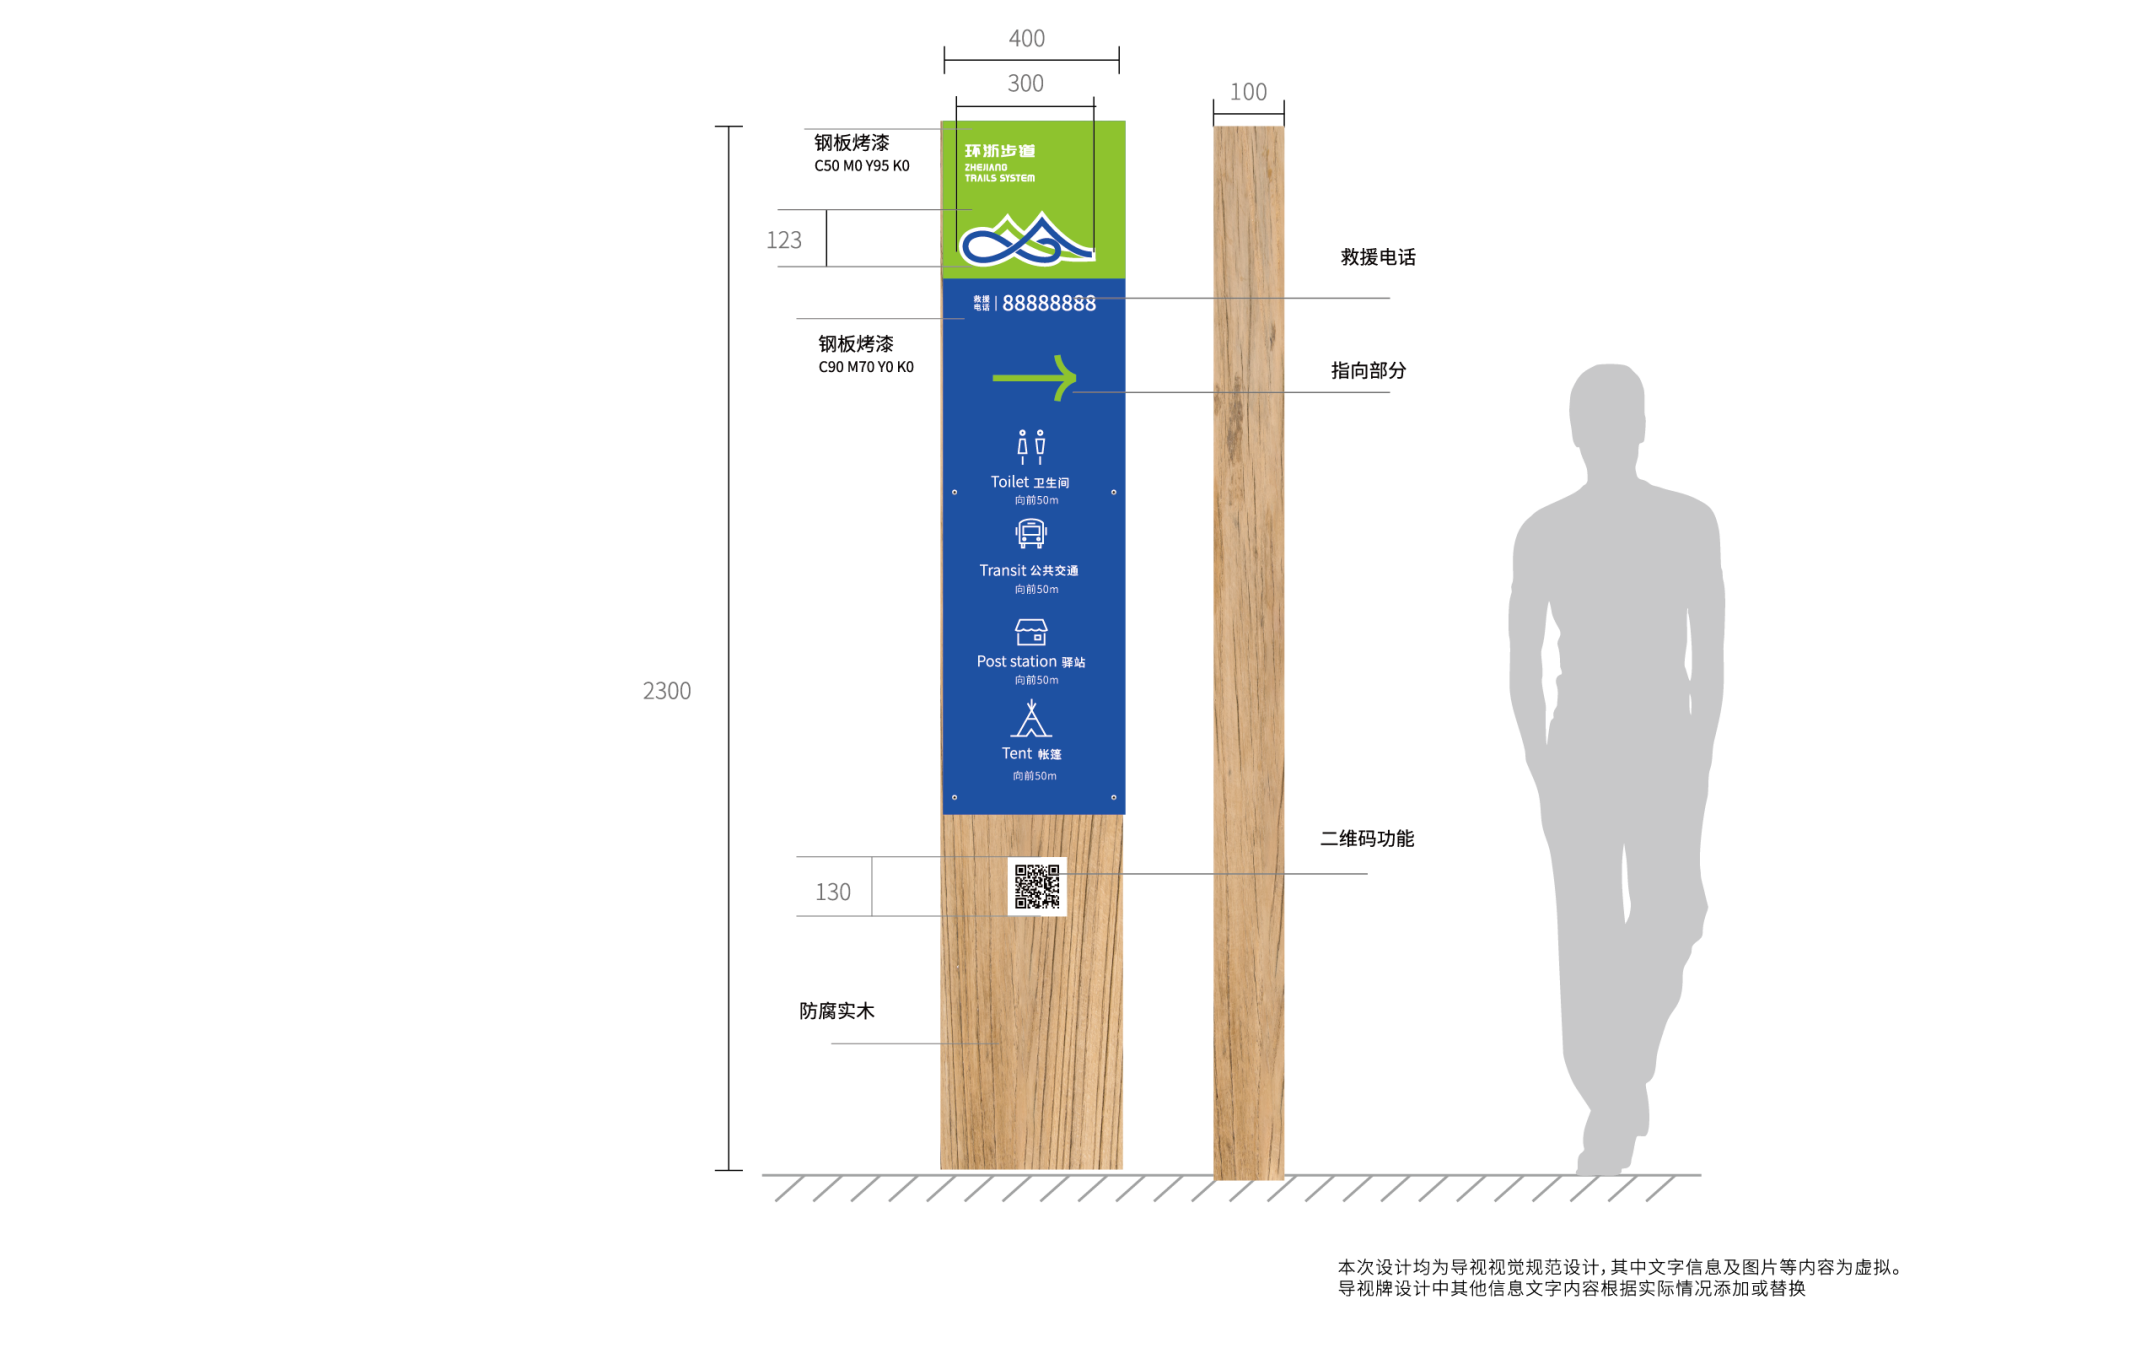 400
300
100
钢板烤漆
C50 M0 Y95 K0
环浙步道
ZHEJIANG
TRAILS SYSTEM
123
救援电话
救援
电话
88888888
钢板烤漆
C90 M70 Y0 K0
指向部分
Toilet 卫生间
向前50m
Transit 公共交通
向前50m
Post station 驿站
向前50m
2300
Tent 帐篷
向前50m
二维码功能
130
防腐实木
本次设计均为导视视觉规范设计,其中文字信息及图片等内容为虚拟。
导视牌设计中其他信息文字内容根据实际情况添加或替换